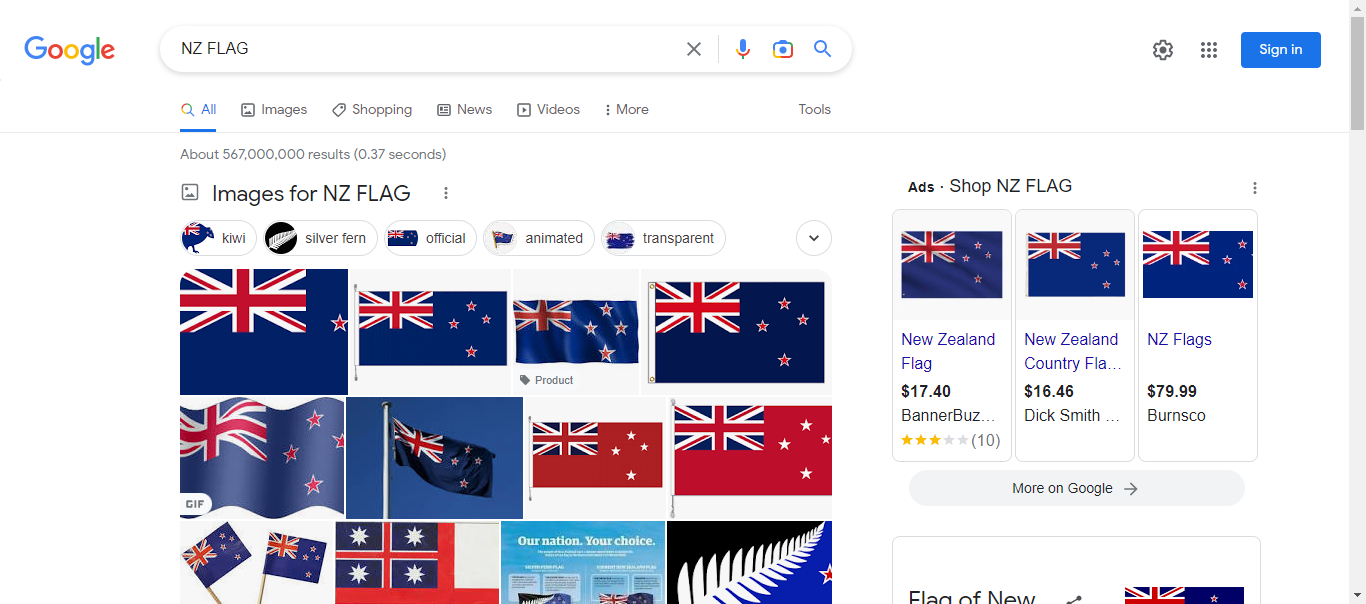 Google
NZ FLAG
Sign in
All
Images
Shopping
News
Videos
More
Tools
About 567,000,000 results (0.37 seconds)
Images for NZ FLAG
kiwi
silver fern
official
animated
transparent
Product
GIF
Our nation. Your choice.
Ads · Shop NZ FLAG
New Zealand
Flag
$17.40
BannerBuz...
(10)
New Zealand
Country Fla...
$16.46
Dick Smith ...
NZ Flags
$79.99
Burnsco
More on Google
Flag of New